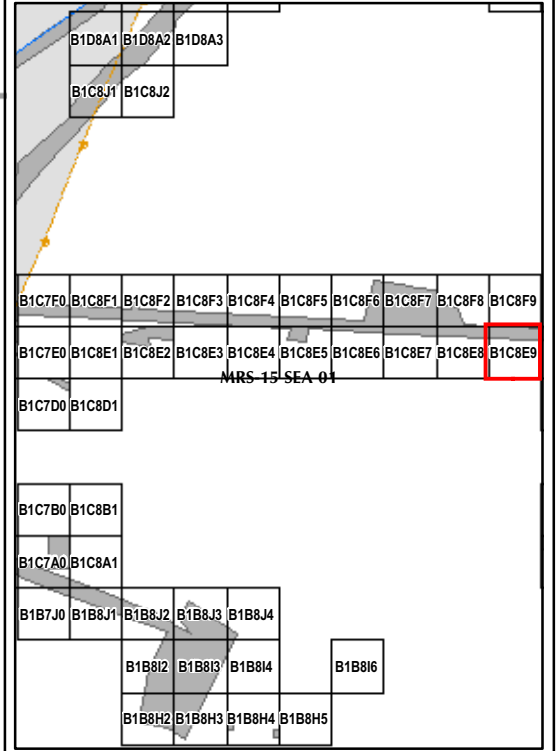 B1D8A1 B1D8A2 B1D8A3
B1C8J1 B1C8J2
B1C7F0 B1C8F1 B1C8F2 B1C8F3 B1C8F4 B1C8F5 B1C8F6 B1C8F7 B1C8F8 B1C8F9
B1C7E0 B1C8E1 B1C8E2 B1C8E3 B1C8E4 B1C8E5 B1C8E6 B1C8E7 B1C8E8 B1C8E9
MRS-15 SEA 01
B1C7D0 B1C8D1
B1C7B0 B1C8B1
B1C7A0 B1C8A1
B1B7J0 B1B8J1 B1B8J2 B1B8J3 B1B8J4
B1B8I2 B1B8I3 B1B8I4 B1B8I6
B1B8H2 B1B8H3 B1B8H4 B1B8H5